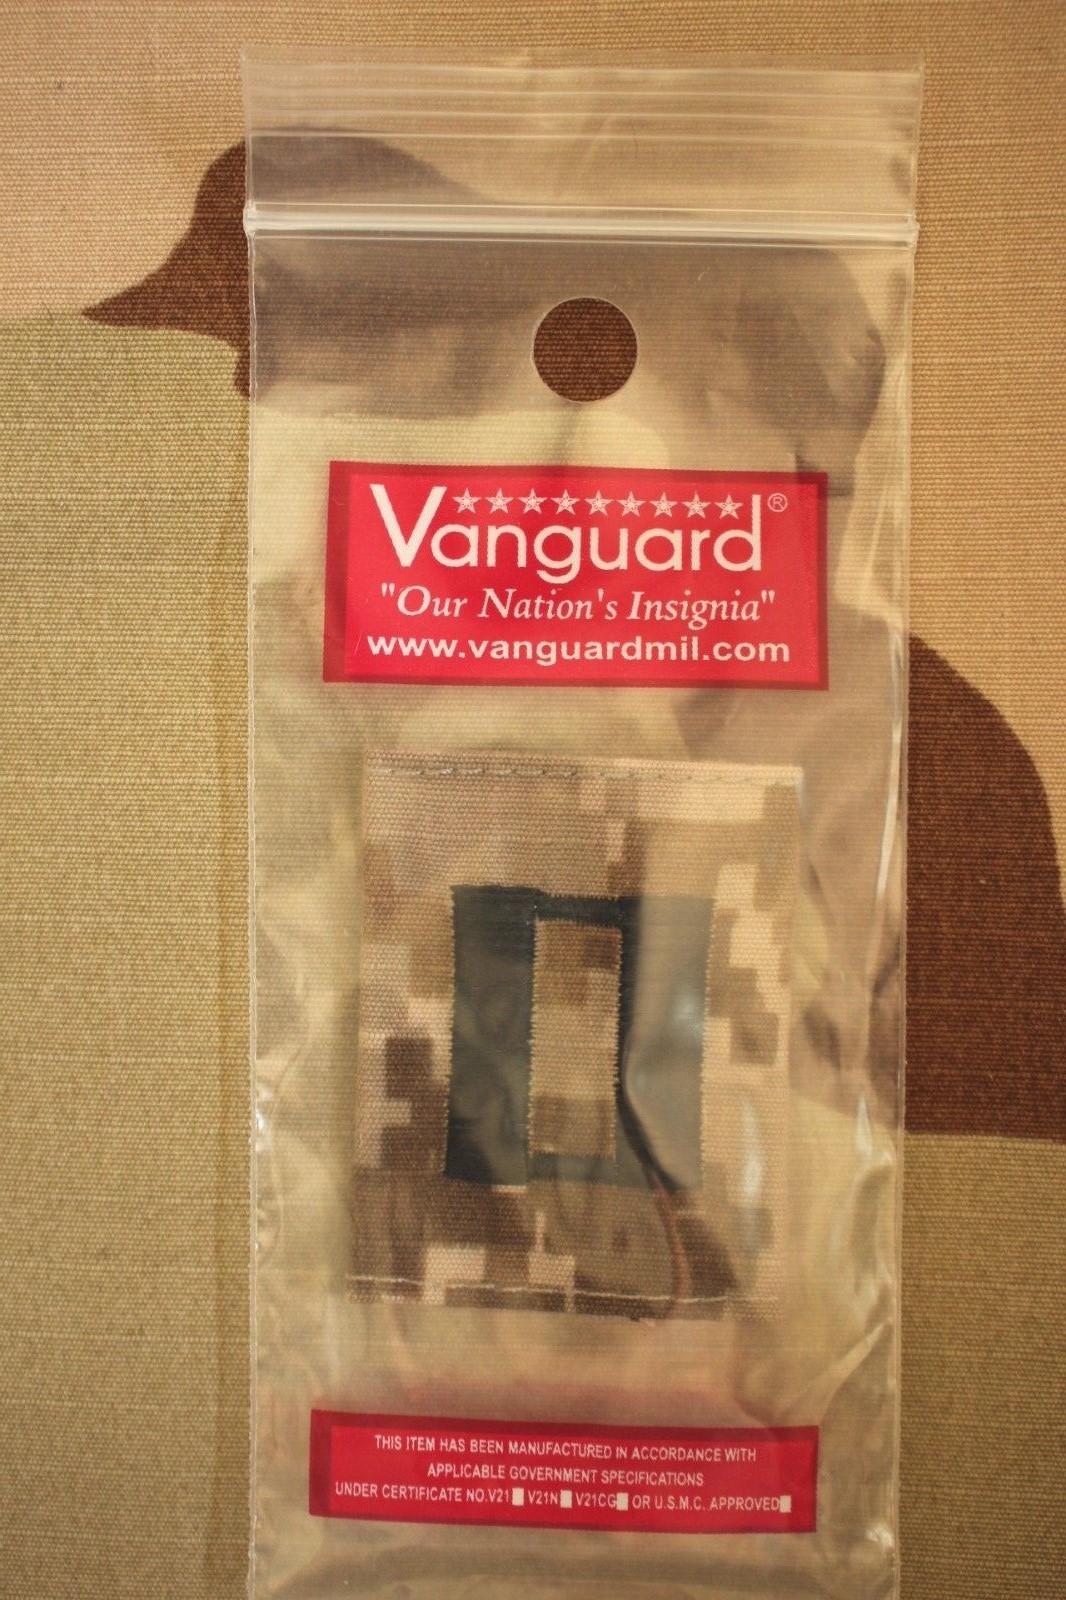 Vanguard®
"Our Nation's Insignia"
www.vanguardmil.com
THIS ITEM HAS BEEN MANUFACTURED IN ACCORDANCE WITH
APPLICABLE GOVERNMENT SPECIFICATIONS
UNDER CERTIFICATE NO.V21 V21N V21CG OR U.S.M.C. APPROVED